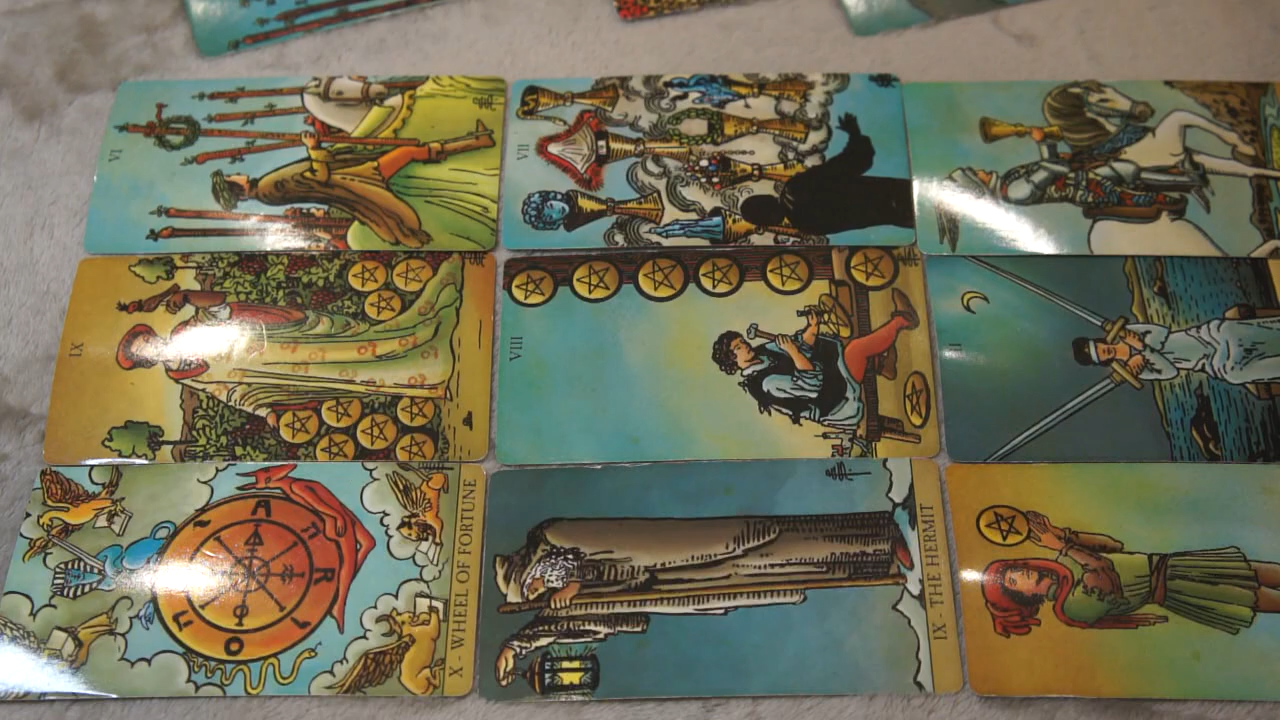 VI
VII
IX
VIII
II
X - WHEEL OF FORTUNE
IX - THE HERMIT